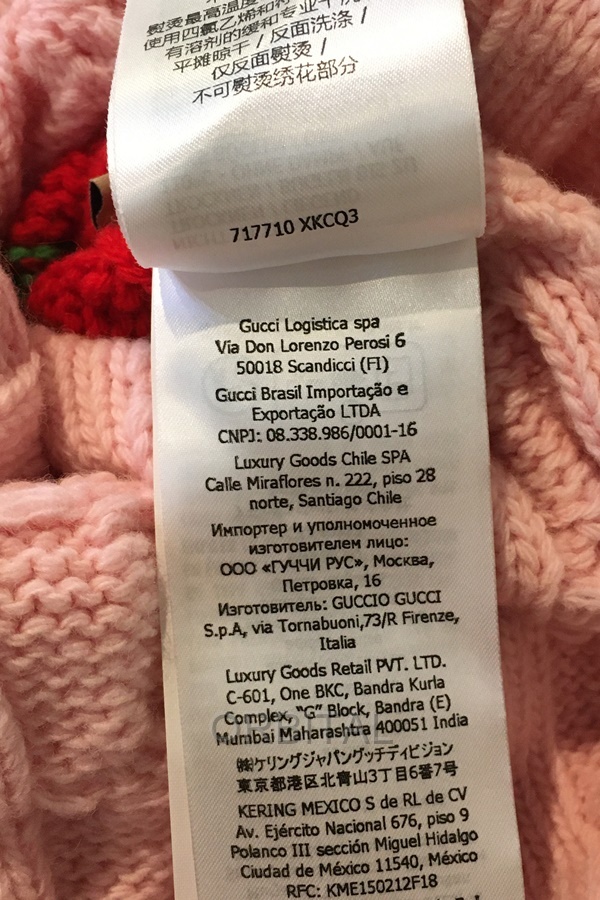 熨烫最高温度
使用四氯乙烯和
有溶剂的缓和专业干洗
平摊晾干 / 反面洗涤 /
仅反面熨烫 /
不可熨烫绣花部分
717710 XKCQ3
Gucci Logistica spa
Via Don Lorenzo Perosi 6
50018 Scandicci (FI)
Gucci Brasil Importação e
Exportação LTDA
CNPJ: 08.338.986/0001-16
Luxury Goods Chile SPA
Calle Miraflores n. 222, piso 28
norte, Santiago Chile
Импортер и уполномоченное
изготовителем лицо:
ООО «ГУЧЧИ РУС», Москва,
Петровка, 16
Изготовитель: GUCCIO GUCCI
S.p.A, via Tornabuoni,73/R Firenze,
Italia
Luxury Goods Retail PVT. LTD.
C-601, One BKC, Bandra Kurla
Complex, “G” Block, Bandra (E)
Mumbai Maharashtra 400051 India
ORBITAL
㈱ケリングジャパングッチディビジョン
東京都港区北青山3丁目6番7号
KERING MEXICO S de RL de CV
Av. Ejército Nacional 676, piso 9
Polanco III sección Miguel Hidalgo
Ciudad de México 11540, México
RFC: KME150212F18